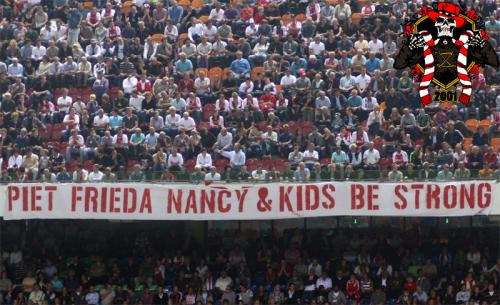 PIET FRIEDA NANCY & KIDS BE STRONG
2001